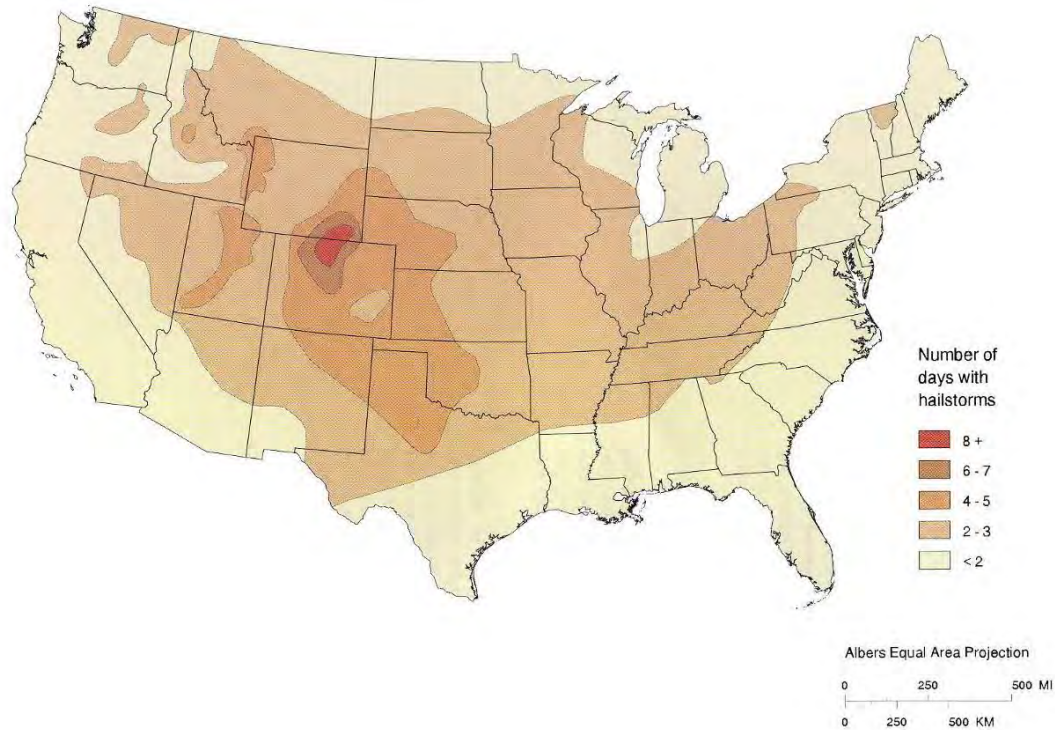 Number of
days with
hailstorms
8 +
6 - 7
4 - 5
2 - 3
< 2
Albers Equal Area Projection
0 250 500 MI
0 250 500 KM